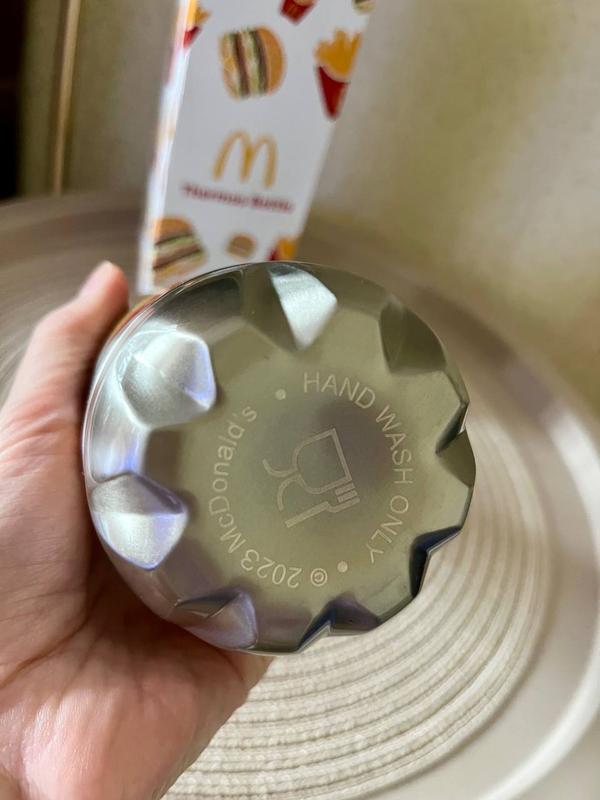 Thermos Bottle
HAND WASH ONLY
© 2023 McDonald's